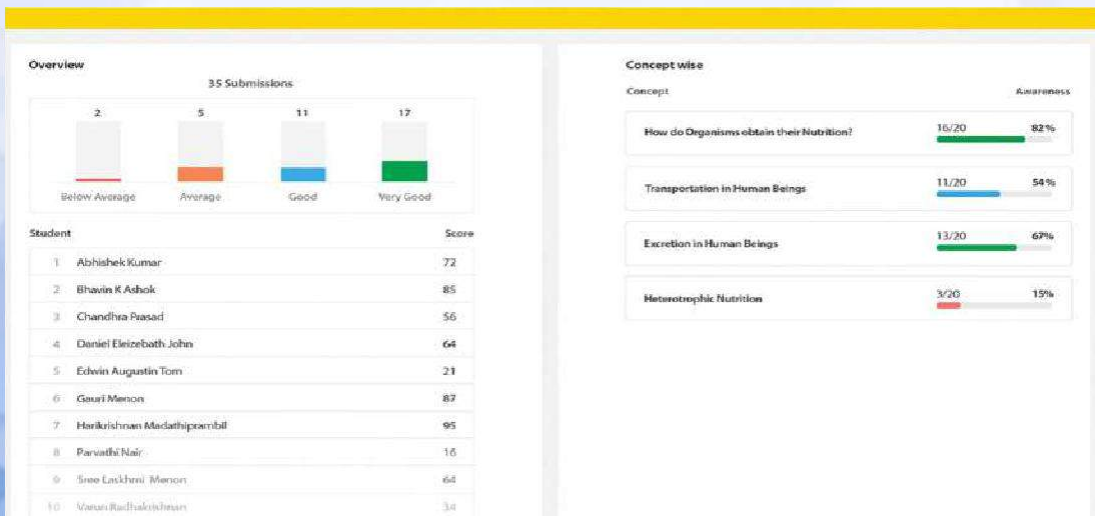 Overview
35 Submissions
2 5 11 17
Below Average Average Good Very Good
Student Score
1 Abhishek Kumar 72
2 Bhavin K Ashok 85
3 Chandhra Prasad 56
4 Daniel Eleizebath John 64
5 Edwin Augustin Tom 21
6 Gauri Menon 87
7 Harikrishnan Madathiprambil 95
8 Parvathi Nair 16
9 Sree Laskhmi Menon 64
10 Varun Radhakrishnan 34
Concept wise
Concept Awareness
How do Organisms obtain their Nutrition? 16/20 82%
Transportation in Human Beings 11/20 54%
Excretion in Human Beings 13/20 67%
Heterotrophic Nutrition 3/20 15%